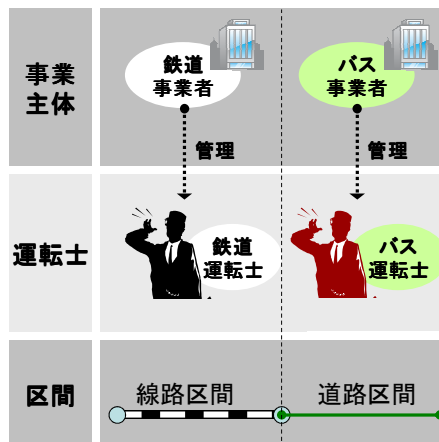 事業
主体
鉄道
事業者
バス
事業者
管理
管理
運転士
鉄道
運転士
バス
運転士
区間
線路区間
道路区間